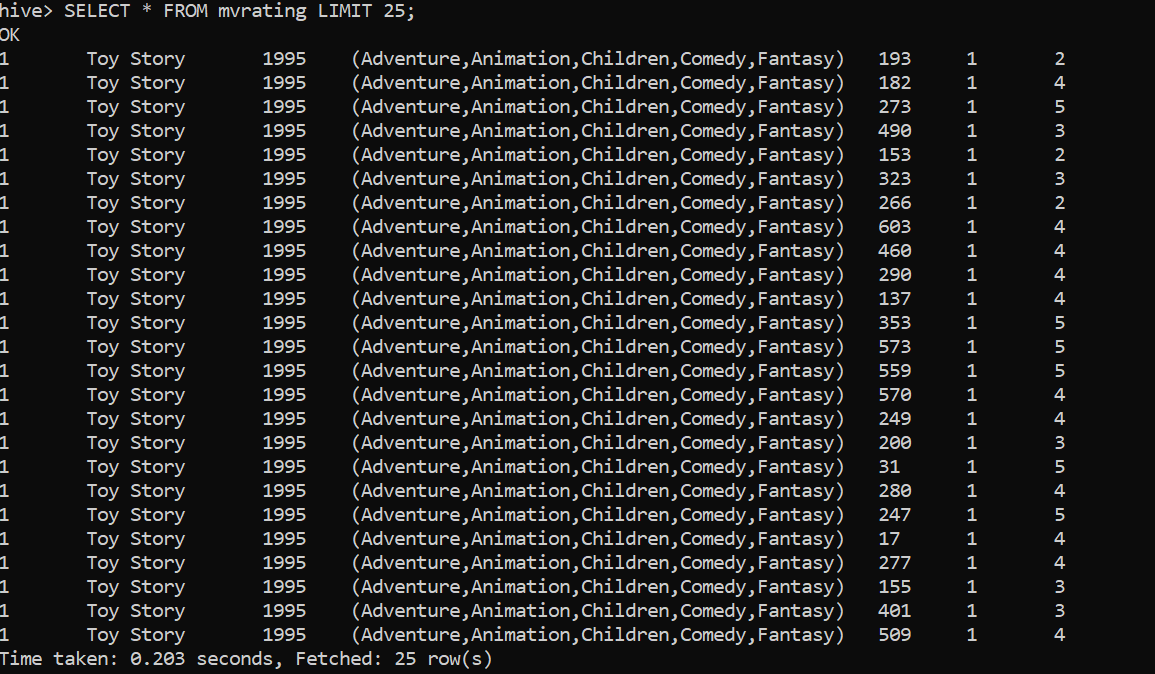 hive> SELECT * FROM mvrating LIMIT 25;
OK
1 Toy Story 1995 (Adventure,Animation,Children,Comedy,Fantasy) 193 1 2
1 Toy Story 1995 (Adventure,Animation,Children,Comedy,Fantasy) 182 1 4
1 Toy Story 1995 (Adventure,Animation,Children,Comedy,Fantasy) 273 1 5
1 Toy Story 1995 (Adventure,Animation,Children,Comedy,Fantasy) 490 1 3
1 Toy Story 1995 (Adventure,Animation,Children,Comedy,Fantasy) 153 1 2
1 Toy Story 1995 (Adventure,Animation,Children,Comedy,Fantasy) 323 1 3
1 Toy Story 1995 (Adventure,Animation,Children,Comedy,Fantasy) 266 1 2
1 Toy Story 1995 (Adventure,Animation,Children,Comedy,Fantasy) 603 1 4
1 Toy Story 1995 (Adventure,Animation,Children,Comedy,Fantasy) 460 1 4
1 Toy Story 1995 (Adventure,Animation,Children,Comedy,Fantasy) 290 1 4
1 Toy Story 1995 (Adventure,Animation,Children,Comedy,Fantasy) 137 1 4
1 Toy Story 1995 (Adventure,Animation,Children,Comedy,Fantasy) 353 1 5
1 Toy Story 1995 (Adventure,Animation,Children,Comedy,Fantasy) 573 1 5
1 Toy Story 1995 (Adventure,Animation,Children,Comedy,Fantasy) 559 1 5
1 Toy Story 1995 (Adventure,Animation,Children,Comedy,Fantasy) 570 1 4
1 Toy Story 1995 (Adventure,Animation,Children,Comedy,Fantasy) 249 1 4
1 Toy Story 1995 (Adventure,Animation,Children,Comedy,Fantasy) 200 1 3
1 Toy Story 1995 (Adventure,Animation,Children,Comedy,Fantasy) 31 1 5
1 Toy Story 1995 (Adventure,Animation,Children,Comedy,Fantasy) 280 1 4
1 Toy Story 1995 (Adventure,Animation,Children,Comedy,Fantasy) 247 1 5
1 Toy Story 1995 (Adventure,Animation,Children,Comedy,Fantasy) 17 1 4
1 Toy Story 1995 (Adventure,Animation,Children,Comedy,Fantasy) 277 1 4
1 Toy Story 1995 (Adventure,Animation,Children,Comedy,Fantasy) 155 1 3
1 Toy Story 1995 (Adventure,Animation,Children,Comedy,Fantasy) 401 1 3
1 Toy Story 1995 (Adventure,Animation,Children,Comedy,Fantasy) 509 1 4
Time taken: 0.203 seconds, Fetched: 25 row(s)